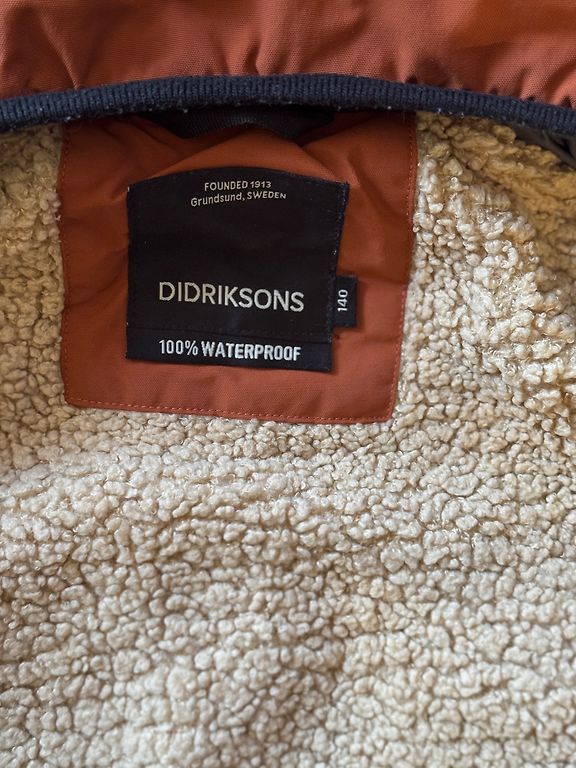 FOUNDED 1913
Grundsund, SWEDEN
DIDRIKSONS
140
100% WATERPROOF